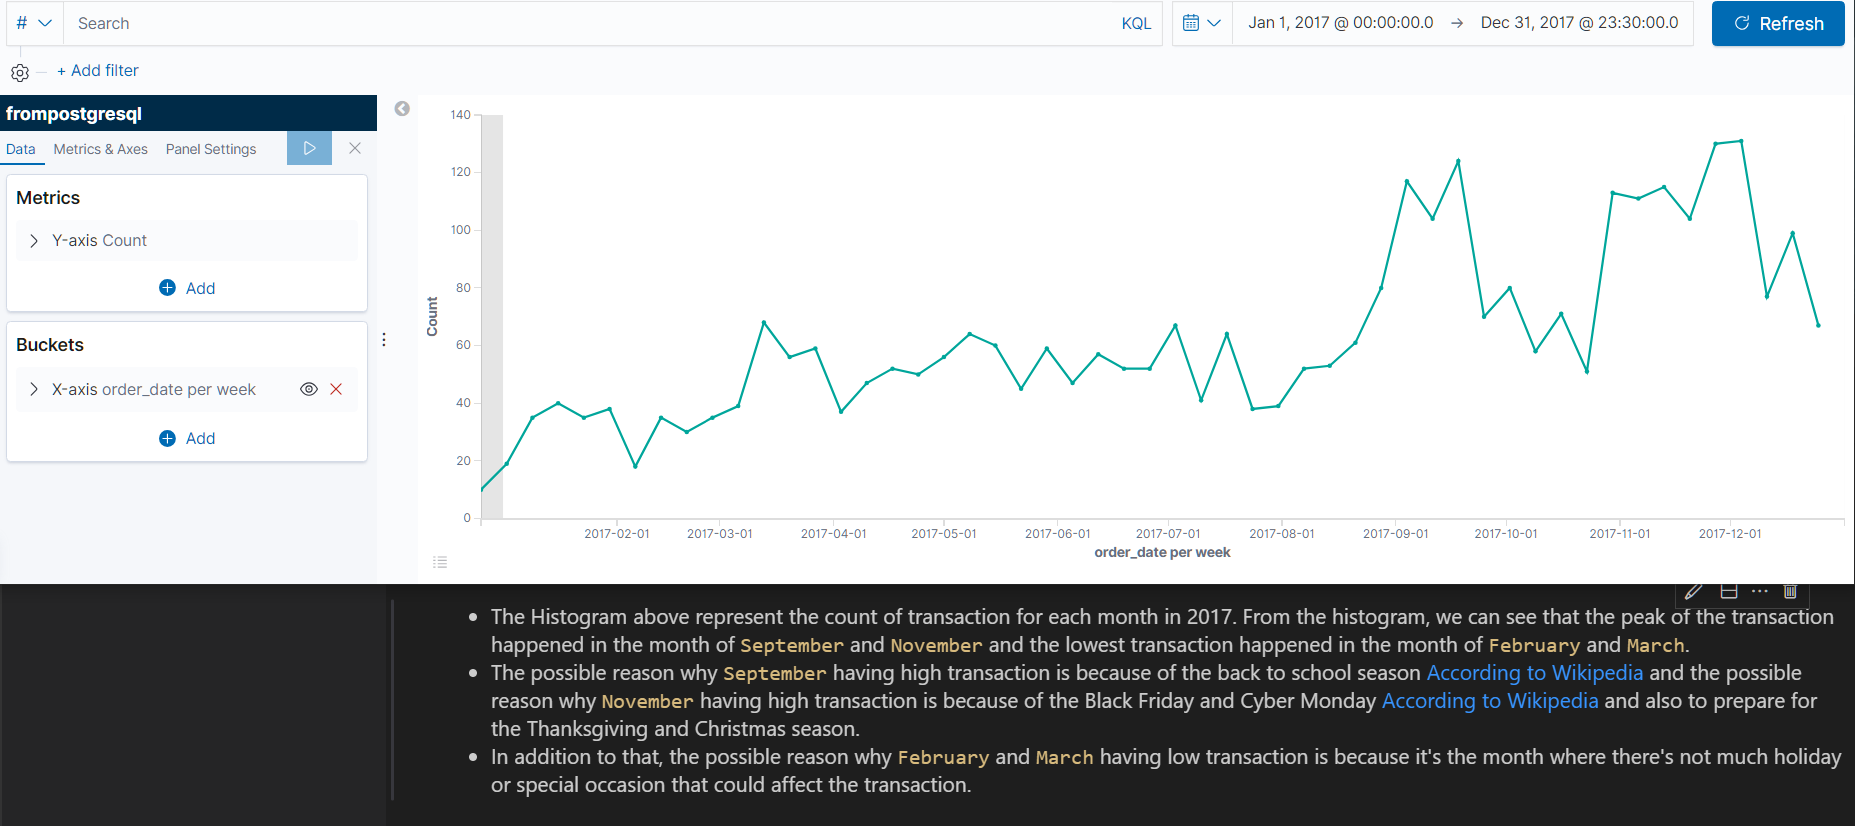 # Search KQL Jan 1, 2017 @ 00:00:00.0 → Dec 31, 2017 @ 23:30:00.0 Refresh
+ Add filter
frompostgresql
Data Metrics & Axes Panel Settings
Metrics
Y-axis Count
Add
Buckets
X-axis order_date per week
Add
Count
140
120
100
80
60
40
20
0
2017-02-01 2017-03-01 2017-04-01 2017-05-01 2017-06-01 2017-07-01 2017-08-01 2017-09-01 2017-10-01 2017-11-01 2017-12-01
order_date per week
• The Histogram above represent the count of transaction for each month in 2017. From the histogram, we can see that the peak of the transaction
happened in the month of September and November and the lowest transaction happened in the month of February and March.
• The possible reason why September having high transaction is because of the back to school season According to Wikipedia and the possible
reason why November having high transaction is because of the Black Friday and Cyber Monday According to Wikipedia and also to prepare for
the Thanksgiving and Christmas season.
• In addition to that, the possible reason why February and March having low transaction is because it's the month where there's not much holiday
or special occasion that could affect the transaction.